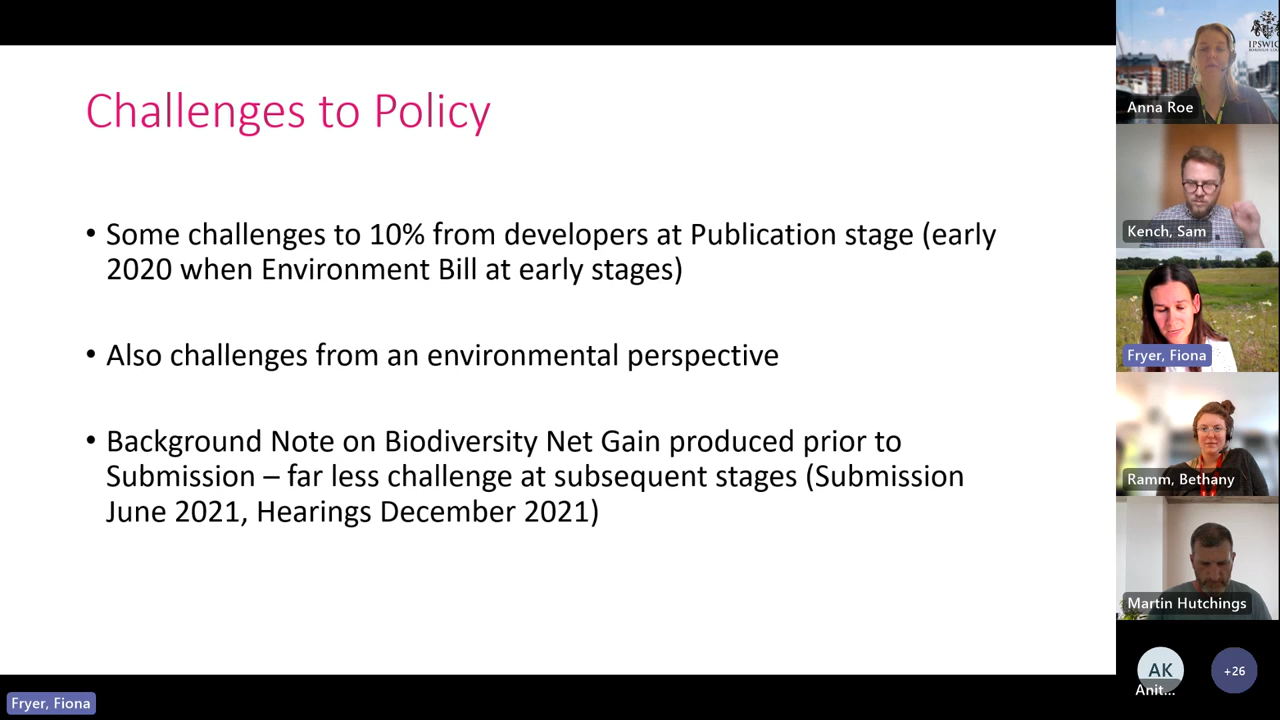 Challenges to Policy
• Some challenges to 10% from developers at Publication stage (early
2020 when Environment Bill at early stages)
• Also challenges from an environmental perspective
• Background Note on Biodiversity Net Gain produced prior to
Submission – far less challenge at subsequent stages (Submission
June 2021, Hearings December 2021)
Fryer, Fiona
Anna Roe
Kench, Sam
Fryer, Fiona
Ramm, Bethany
Martin Hutchings
AK
Anit...
+26